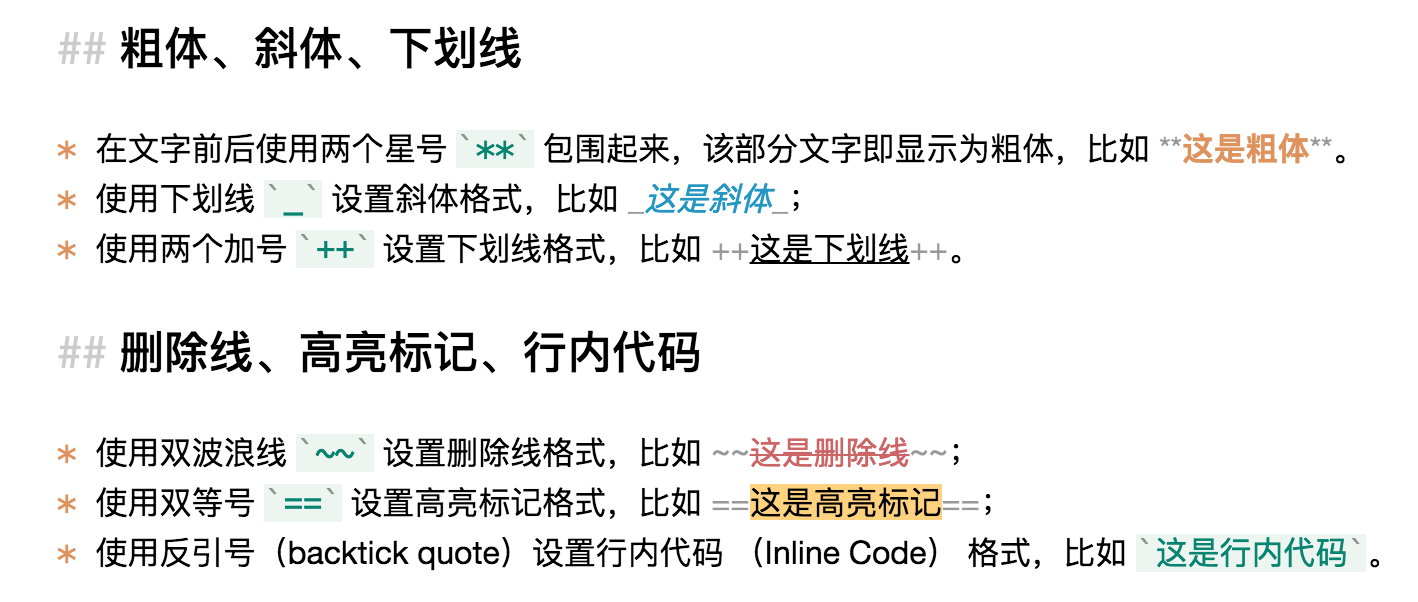 ## 粗体、斜体、下划线
* 在文字前后使用两个星号 `**` 包围起来，该部分文字即显示为粗体，比如 **这是粗体**。
* 使用下划线 `_` 设置斜体格式，比如 _这是斜体_；
* 使用两个加号 `++` 设置下划线格式，比如 ++这是下划线++。
## 删除线、高亮标记、行内代码
* 使用双波浪线 `~~` 设置删除线格式，比如 ~~这是删除线~~；
* 使用双等号 `==` 设置高亮标记格式，比如 ==这是高亮标记==；
* 使用反引号（backtick quote）设置行内代码 （Inline Code） 格式，比如 `这是行内代码`。